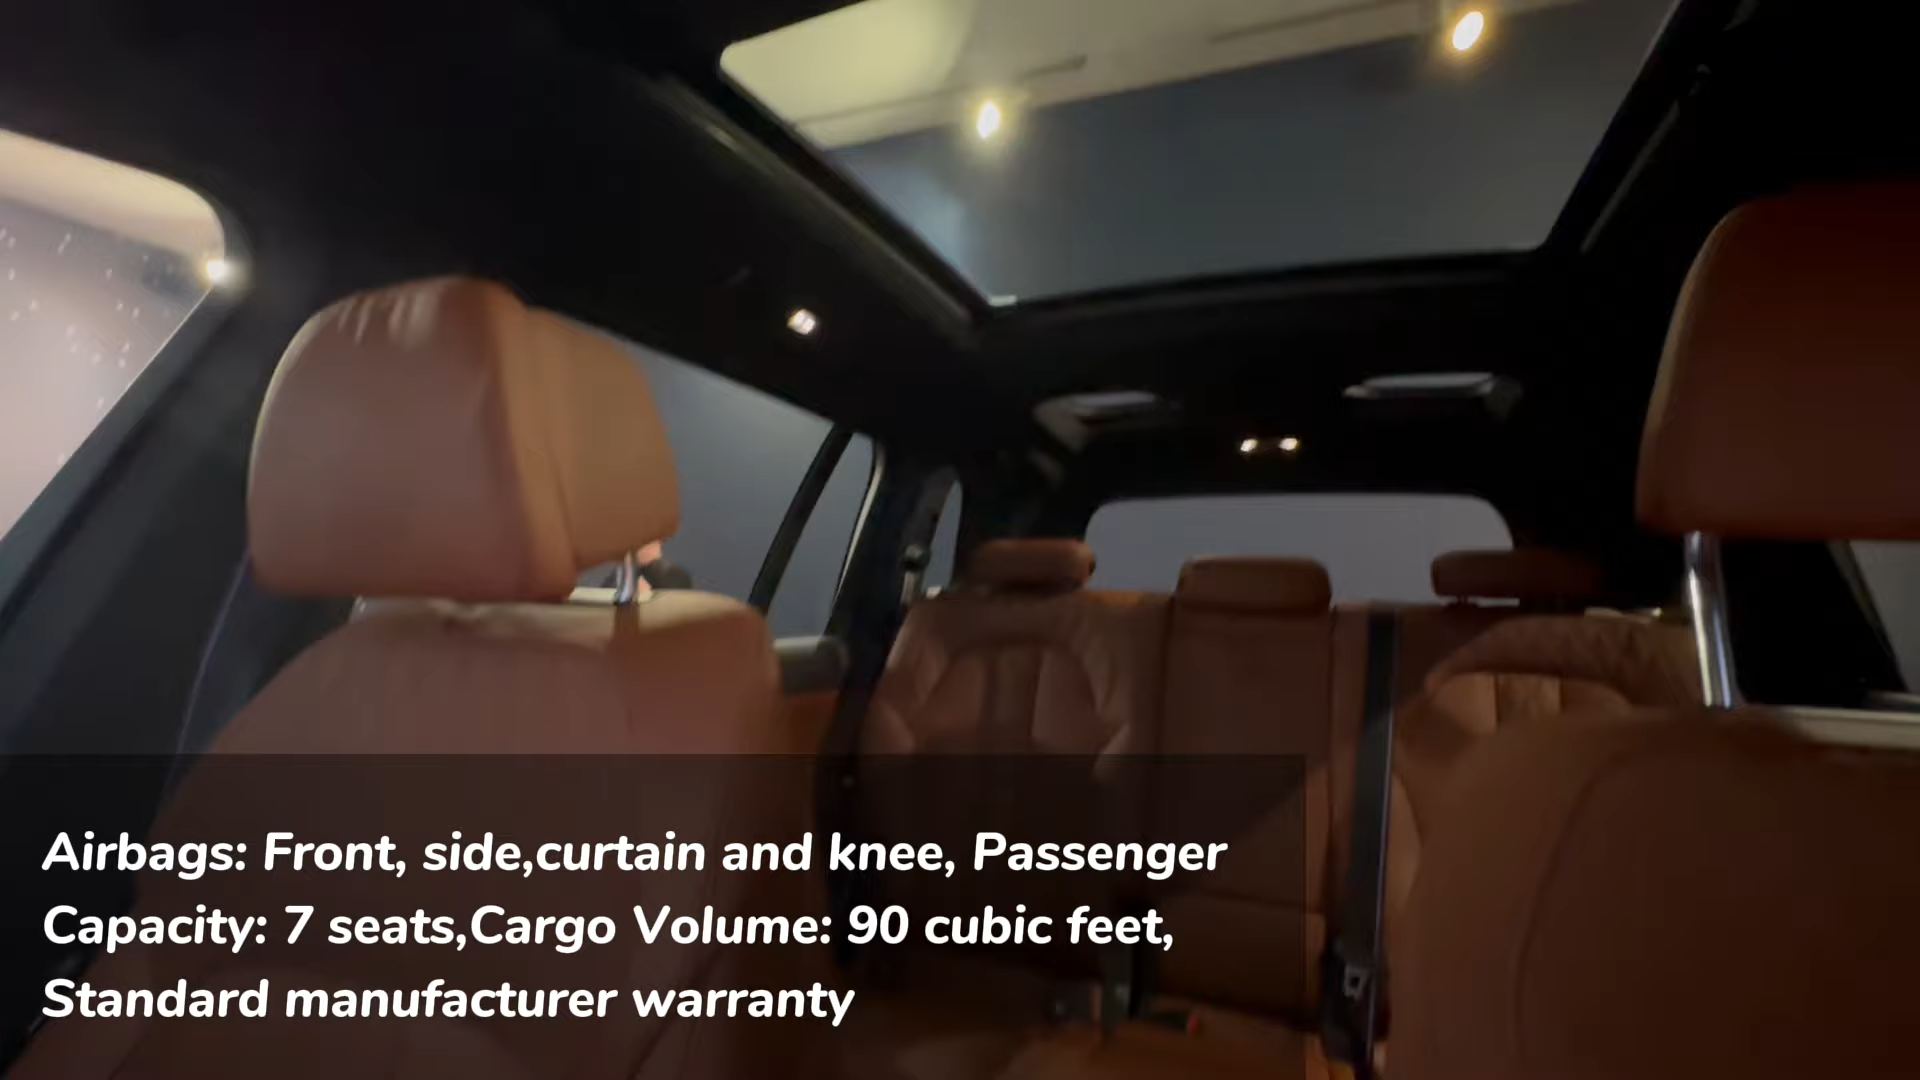 Airbags: Front, side,curtain and knee, Passenger
Capacity: 7 seats,Cargo Volume: 90 cubic feet,
Standard manufacturer warranty